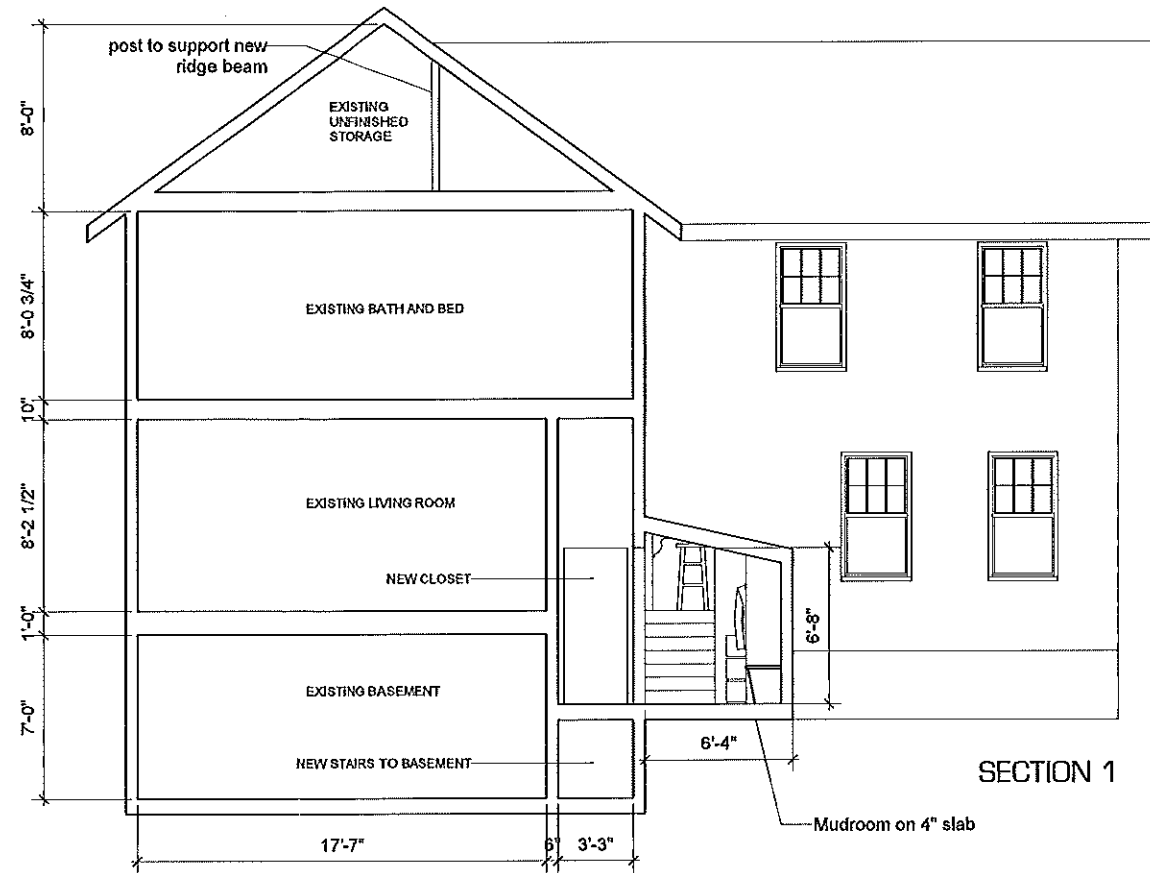 post to support new
ridge beam
EXISTING
UNFINISHED
STORAGE
8'-0"
EXISTING BATH AND BED
8'-0 3/4"
10"
EXISTING LIVING ROOM
8'-2 1/2"
NEW CLOSET
1'-0"
6'-8"
EXISTING BASEMENT
7'-0"
6'-4"
NEW STAIRS TO BASEMENT
SECTION 1
Mudroom on 4" slab
17'-7"
6"
3'-3"